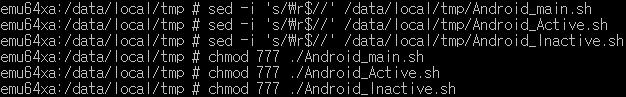 emu64xa:/data/local/tmp # sed -i 's/₩r$//' /data/local/tmp/Android_main.sh
emu64xa:/data/local/tmp # sed -i 's/₩r$//' /data/local/tmp/Android_Active.sh
emu64xa:/data/local/tmp # sed -i 's/₩r$//' /data/local/tmp/Android_Inactive.sh
emu64xa:/data/local/tmp # chmod 777 ./Android_main.sh
emu64xa:/data/local/tmp # chmod 777 ./Android_Active.sh
emu64xa:/data/local/tmp # chmod 777 ./Android_Inactive.sh